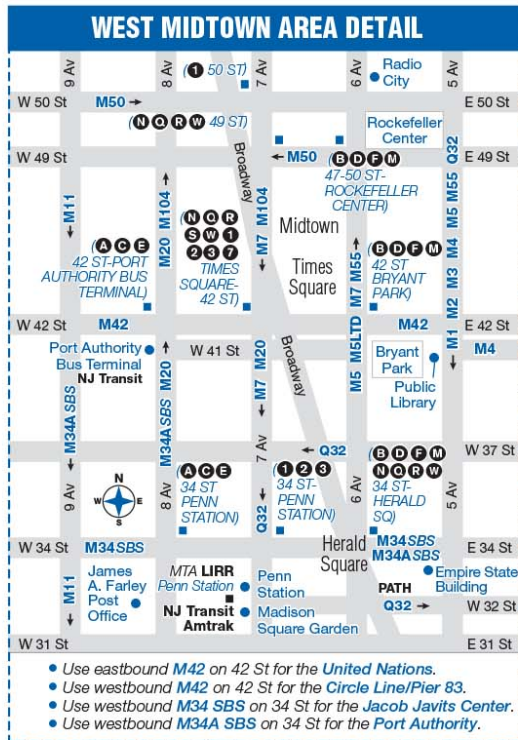 WEST MIDTOWN AREA DETAIL
9 Av
8 Av
(1 50 ST)
7 Av
6 Av
Radio
City
5 Av
W 50 St
M50 →
E 50 St
(N Q R W 49 ST)
Rockefeller
Center
W 49 St
Broadway
← M50
(B D F M
47-50 ST-
ROCKEFELLER
CENTER)
E 49 St
M11
M20 M104
M7 M104
M1 M2 M3 M4 M5 M55 Q32
(A C E
42 ST-PORT
AUTHORITY BUS
TERMINAL)
(N Q R
S W 1
2 3 7
TIMES
SQUARE-
42 ST)
Midtown
Times
Square
M5 M5LTD M7 M55
(B D F M
42 ST
BRYANT
PARK)
W 42 St
M42
M42
E 42 St
Port Authority
Bus Terminal
NJ Transit
W 41 St
Bryant
Park
M4
Public
Library
M34A SBS
M34A SBS M20
M7 M20
Broadway
← Q32
W 37 St
7 Av
9 Av
8 Av
6 Av
5 Av
N
W E
S
(A C E
34 ST
PENN
STATION)
Q32
(1 2 3
34 ST-
PENN
STATION)
(B D F M
N Q R W
34 ST-
HERALD
SQ)
W 34 St
M34SBS
Herald
Square
M34SBS
M34A SBS
E 34 St
M11
James
A. Farley
Post
Office
MTA LIRR
Penn Station
NJ Transit
Amtrak
Penn
Station
Madison
Square Garden
PATH
Empire State
Building
Q32 →
W 32 St
W 31 St
E 31 St
• Use eastbound M42 on 42 St for the United Nations.
• Use westbound M42 on 42 St for the Circle Line/Pier 83.
• Use westbound M34 SBS on 34 St for the Jacob Javits Center.
• Use westbound M34A SBS on 34 St for the Port Authority.